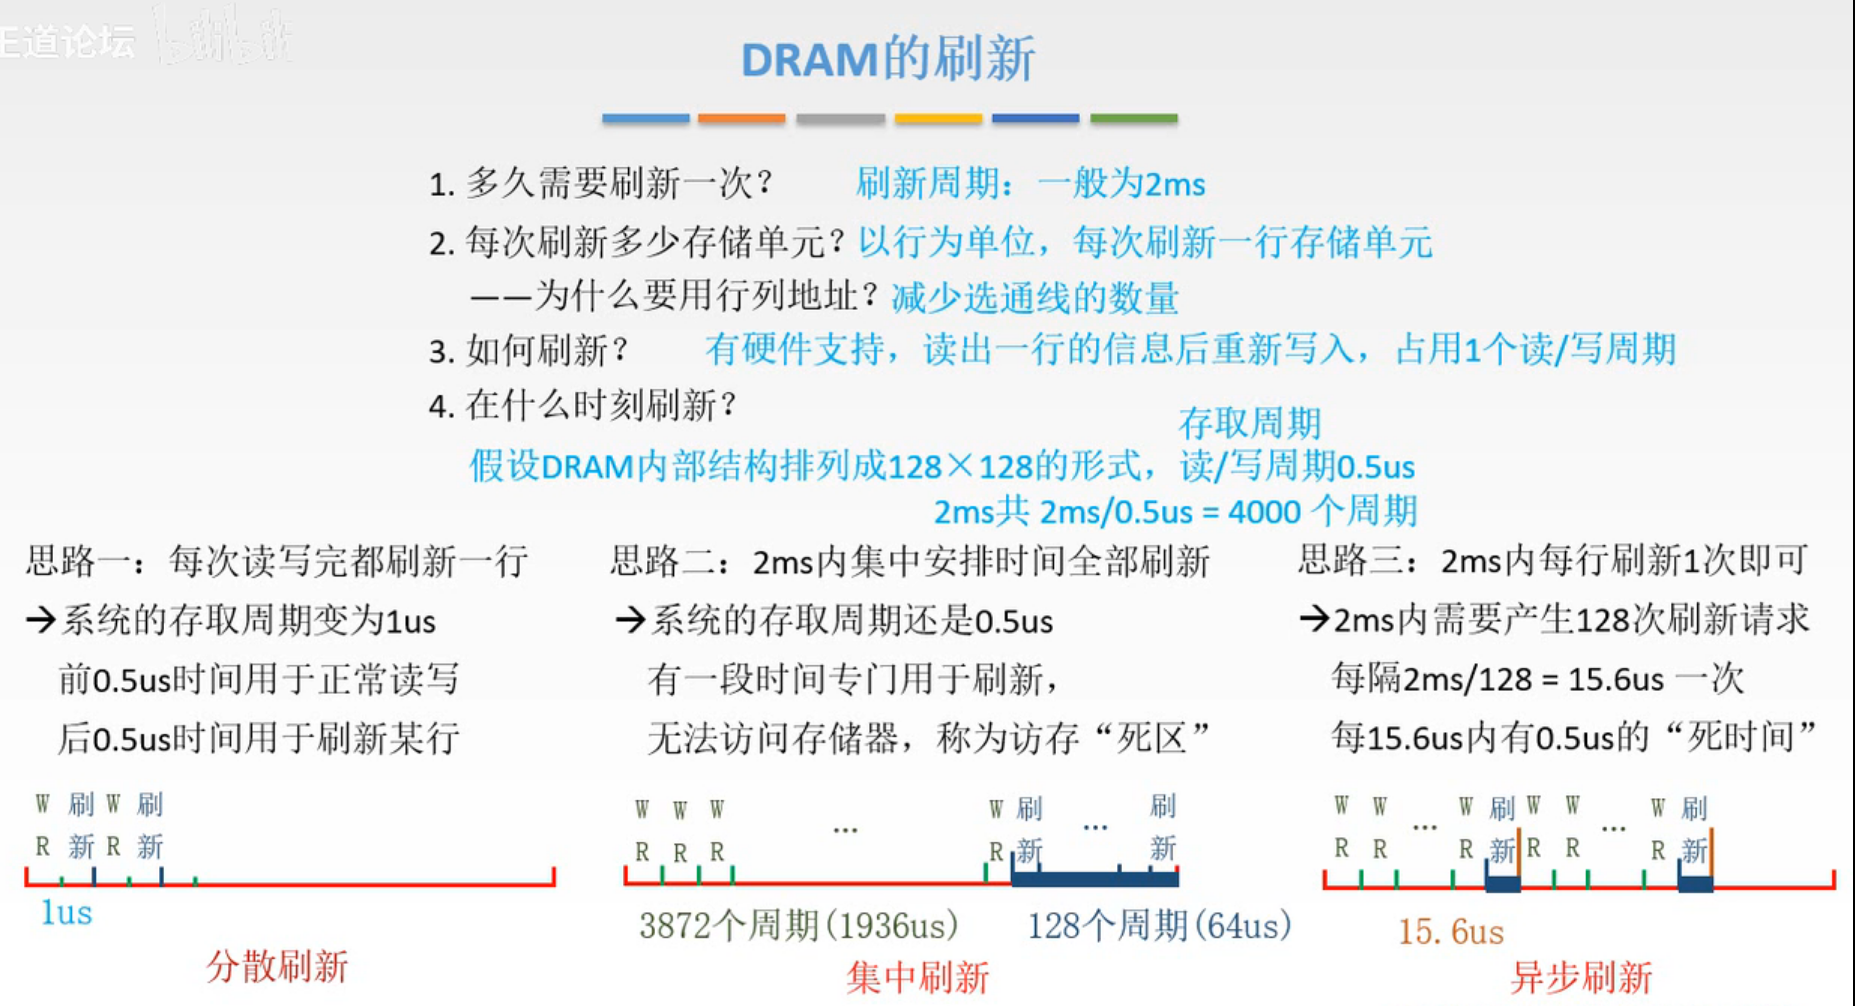 王道论坛 bilibili
DRAM的刷新
1. 多久需要刷新一次？ 刷新周期：一般为2ms
2. 每次刷新多少存储单元？以行为单位，每次刷新一行存储单元
——为什么要用行列地址？减少选通线的数量
3. 如何刷新？ 有硬件支持，读出一行的信息后重新写入，占用1个读/写周期
4. 在什么时刻刷新？
存取周期
假设DRAM内部结构排列成128×128的形式，读/写周期0.5us
2ms共 2ms/0.5us = 4000 个周期
思路一：每次读写完都刷新一行
→系统的存取周期变为1us
前0.5us时间用于正常读写
后0.5us时间用于刷新某行
W 刷 W 刷
R 新 R 新
1us
分散刷新
思路二：2ms内集中安排时间全部刷新
→系统的存取周期还是0.5us
有一段时间专门用于刷新，
无法访问存储器，称为访存“死区”
W W W ... W 刷 ... 刷
R R R R 新 新
3872个周期(1936us) 128个周期(64us)
集中刷新
思路三：2ms内每行刷新1次即可
→2ms内需要产生128次刷新请求
每隔2ms/128 = 15.6us 一次
每15.6us内有0.5us的“死时间”
W W ... W 刷 W W ... W 刷
R R R 新 R R R 新
15.6us
异步刷新